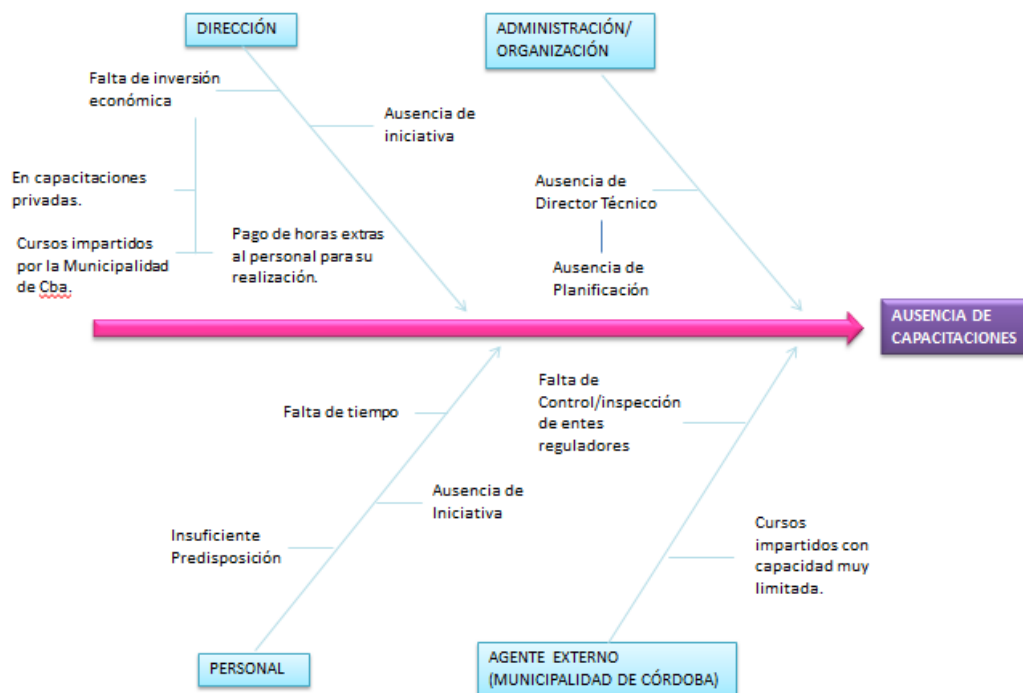 DIRECCIÓN
ADMINISTRACIÓN/
ORGANIZACIÓN
Falta de inversión
económica
Ausencia de
iniciativa
En capacitaciones
privadas.
Cursos impartidos
por la Municipalidad
de Cba.
Pago de horas extras
al personal para su
realización.
Ausencia de
Director Técnico
Ausencia de
Planificación
AUSENCIA DE
CAPACITACIONES
Falta de tiempo
Ausencia de
Iniciativa
Insuficiente
Predisposición
Falta de
Control/inspección
de entes
reguladores
Cursos
impartidos con
capacidad muy
limitada.
PERSONAL
AGENTE EXTERNO
(MUNICIPALIDAD DE CÓRDOBA)